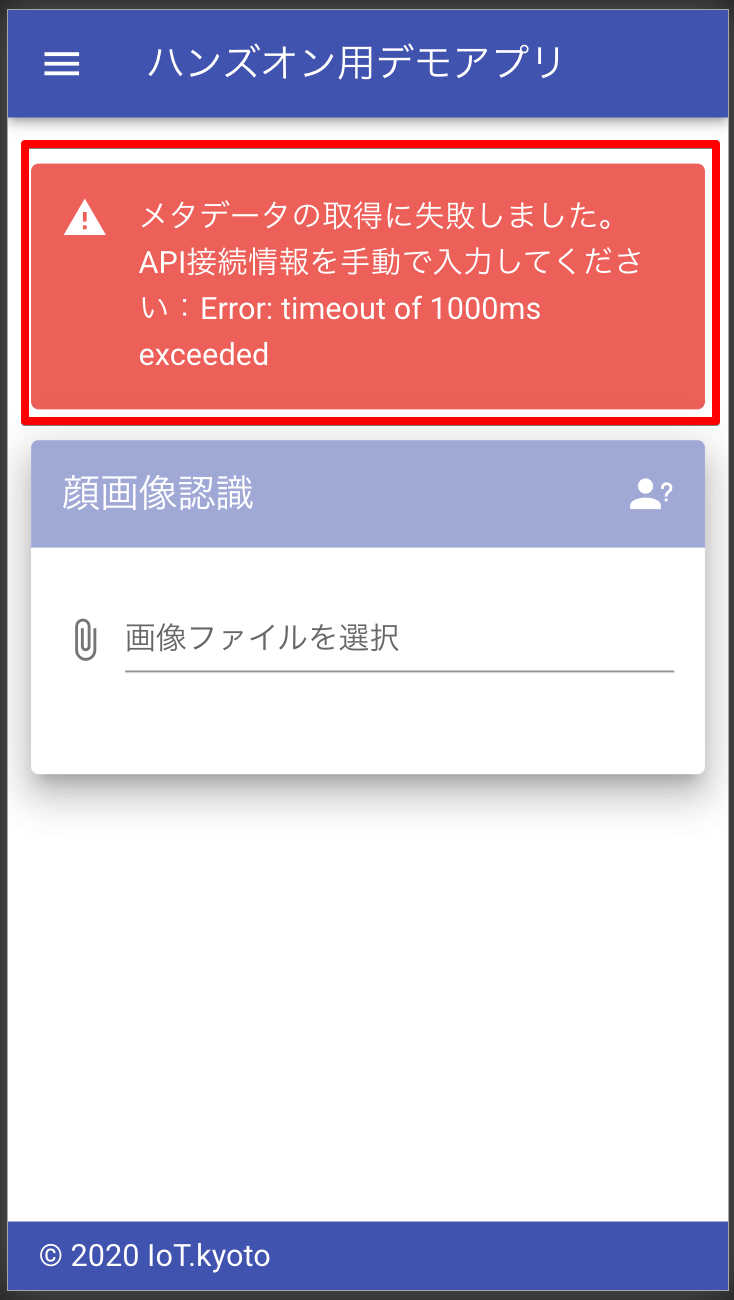 ハンズオン用デモアプリ
メタデータの取得に失敗しました。
API接続情報を手動で入力してくださ
い：Error: timeout of 1000ms
exceeded
顔画像認識
画像ファイルを選択
© 2020 IoT.kyoto